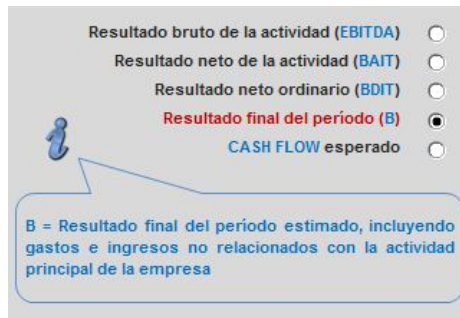 Resultado bruto de la actividad (EBITDA)
Resultado neto de la actividad (BAIT)
Resultado neto ordinario (BDIT)
Resultado final del período (B)
CASH FLOW esperado
B = Resultado final del período estimado, incluyendo
gastos e ingresos no relacionados con la actividad
principal de la empresa